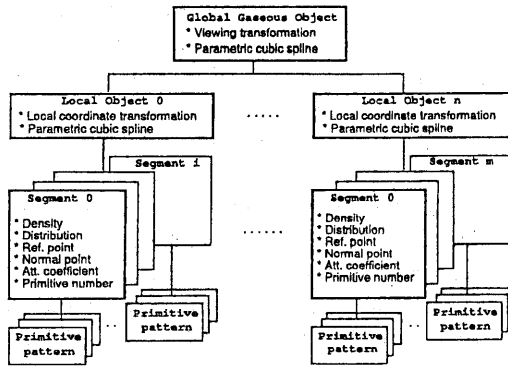 Global Gaseous Object
* Viewing transformation
* Parametric cubic spline
Local Object 0
* Local coordinate transformation
* Parametric cubic spline
.....
Local Object n
* Local coordinate transformation
* Parametric cubic spline
Segment i
Segment 0
* Density
* Distribution
* Ref. point
* Normal point
* Att. coefficient
* Primitive number
......
Segment m
Segment 0
* Density
* Distribution
* Ref. point
* Normal point
* Att. coefficient
* Primitive number
Primitive
pattern
..
Primitive
pattern
Primitive
pattern
...
Primitive
pattern